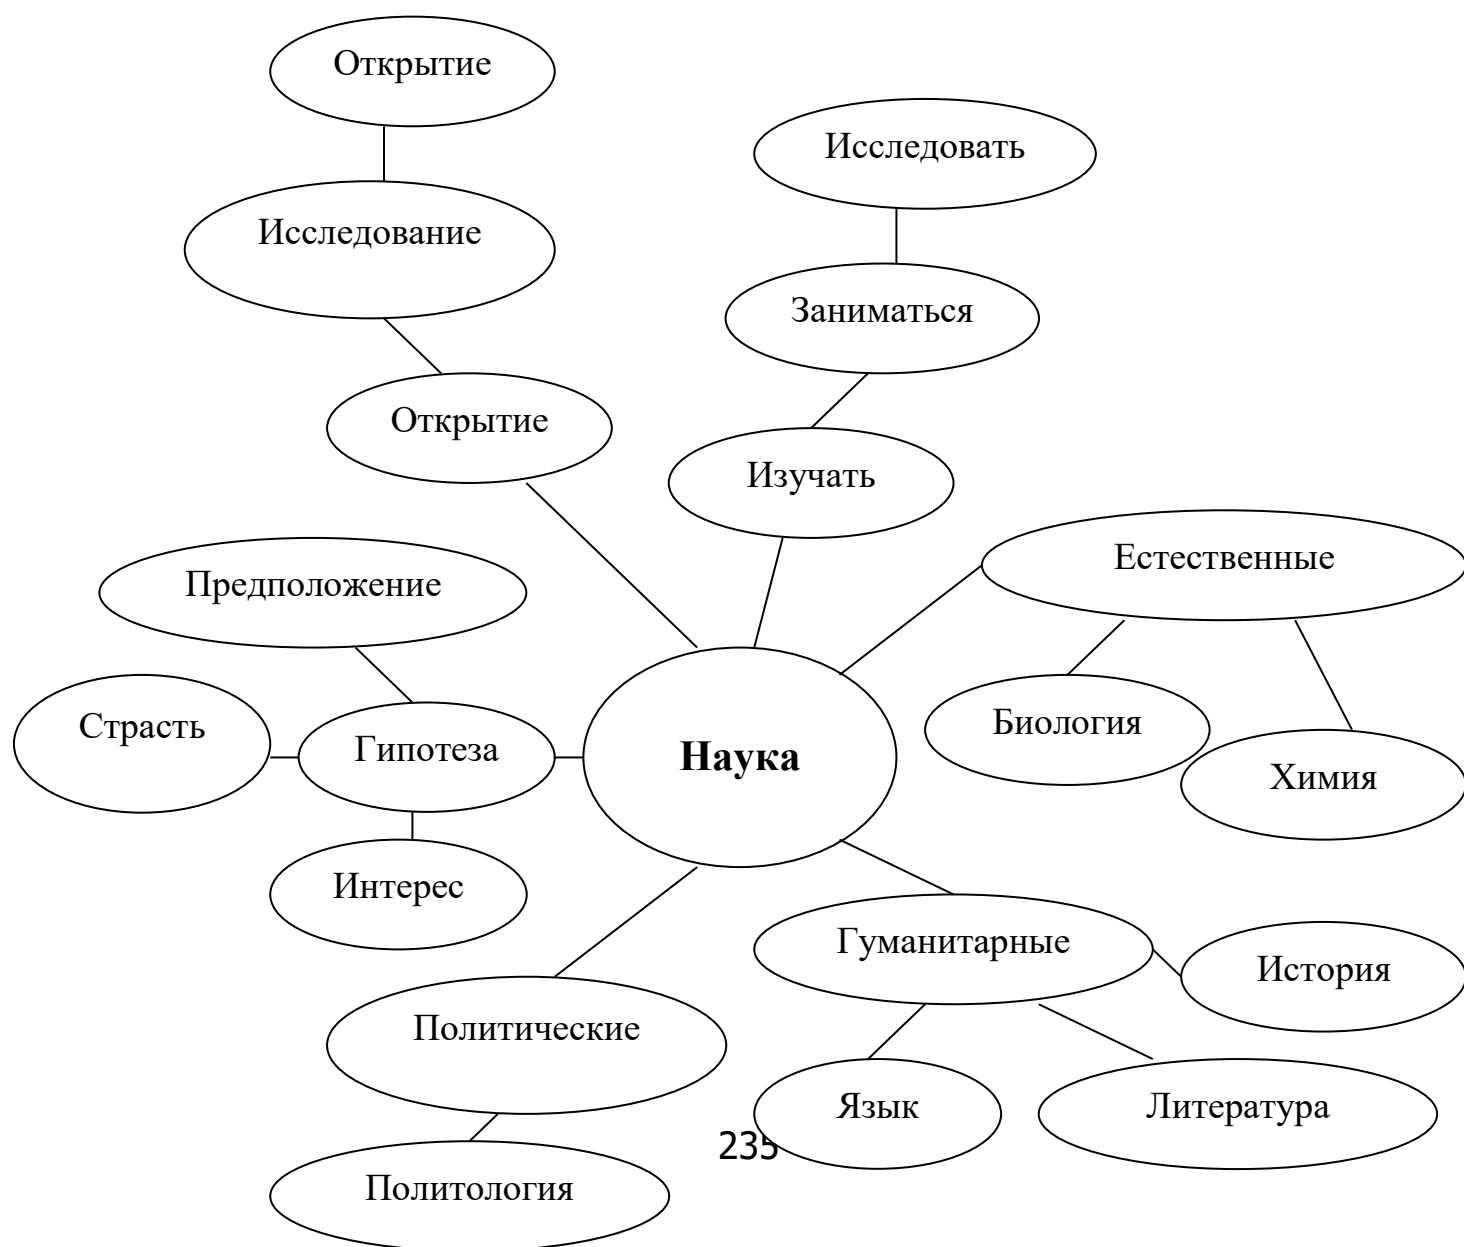 Открытие
Исследовать
Исследование
Заниматься
Открытие
Изучать
Естественные
Предположение
Страсть
Гипотеза
Наука
Биология
Химия
Интерес
Гуманитарные
История
Политические
Язык
Литература
235
Политология